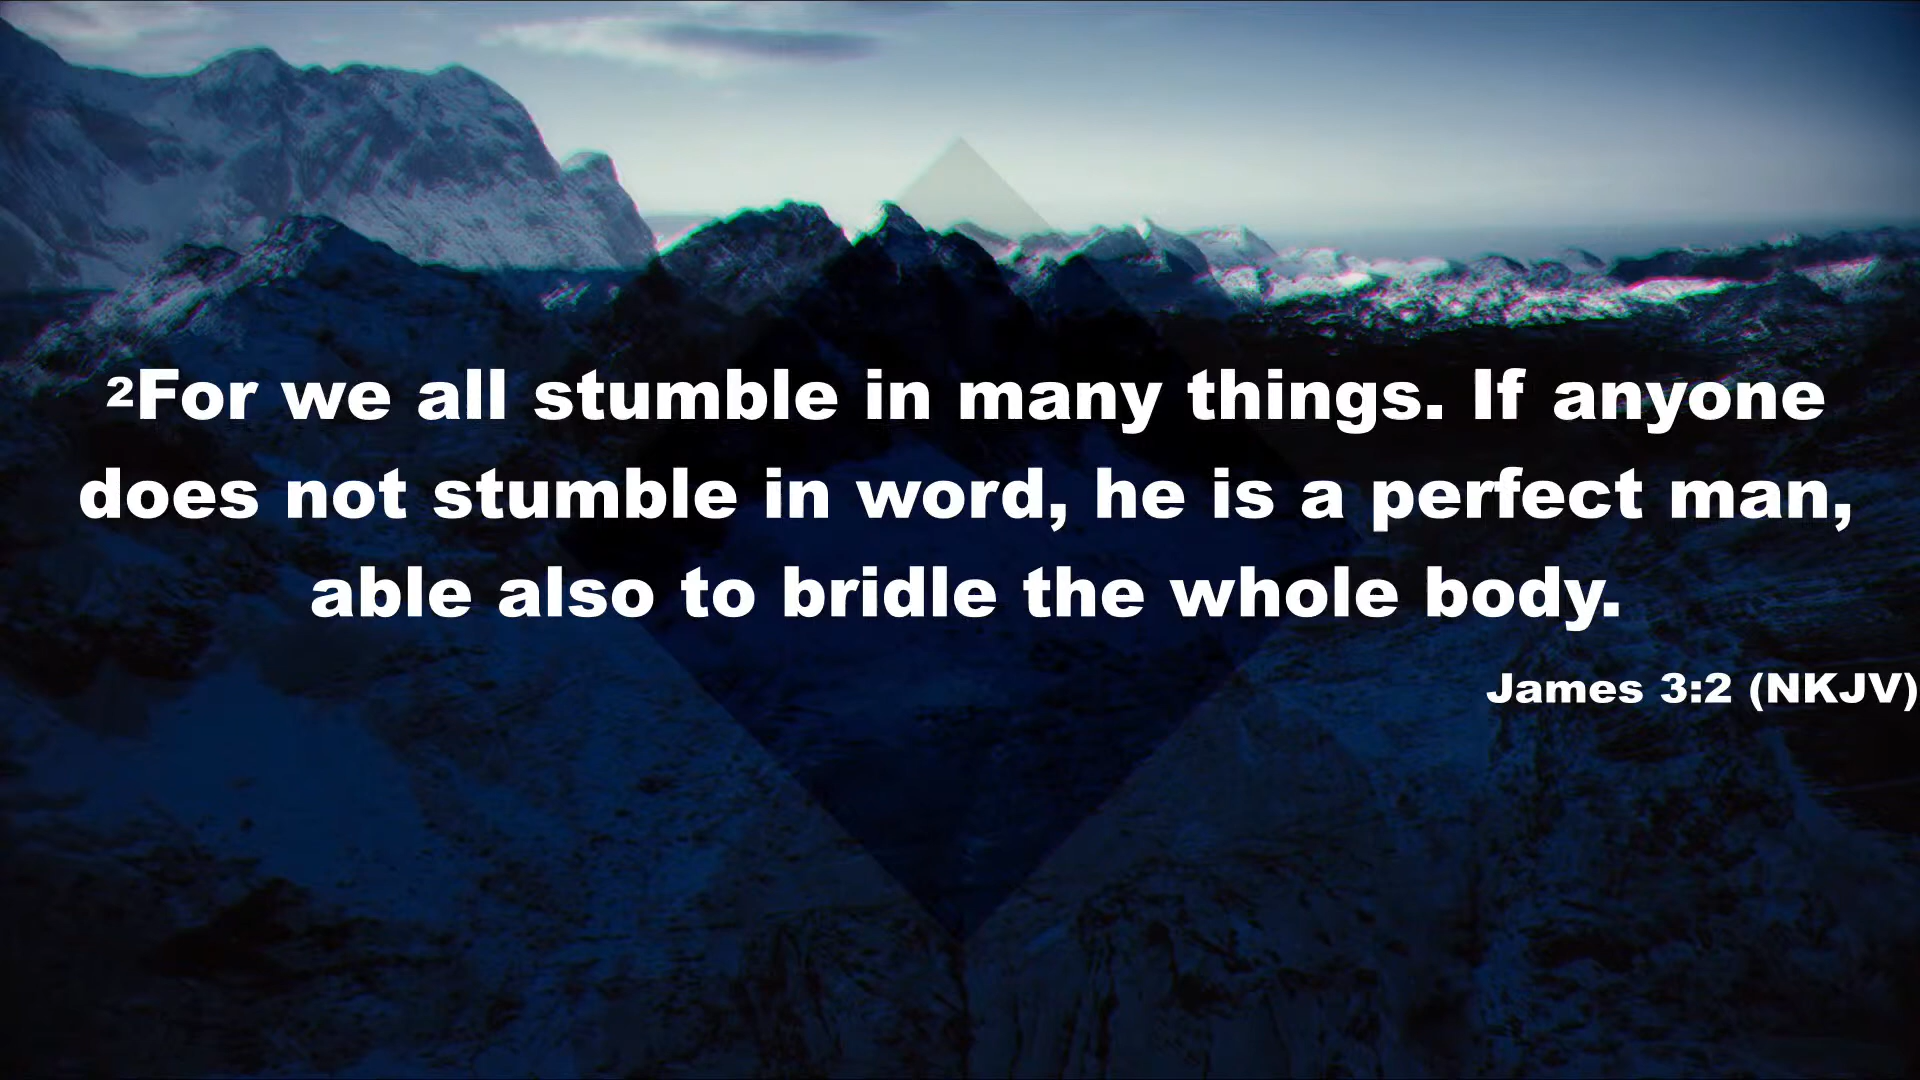 ²For we all stumble in many things. If anyone
does not stumble in word, he is a perfect man,
able also to bridle the whole body.
James 3:2 (NKJV)